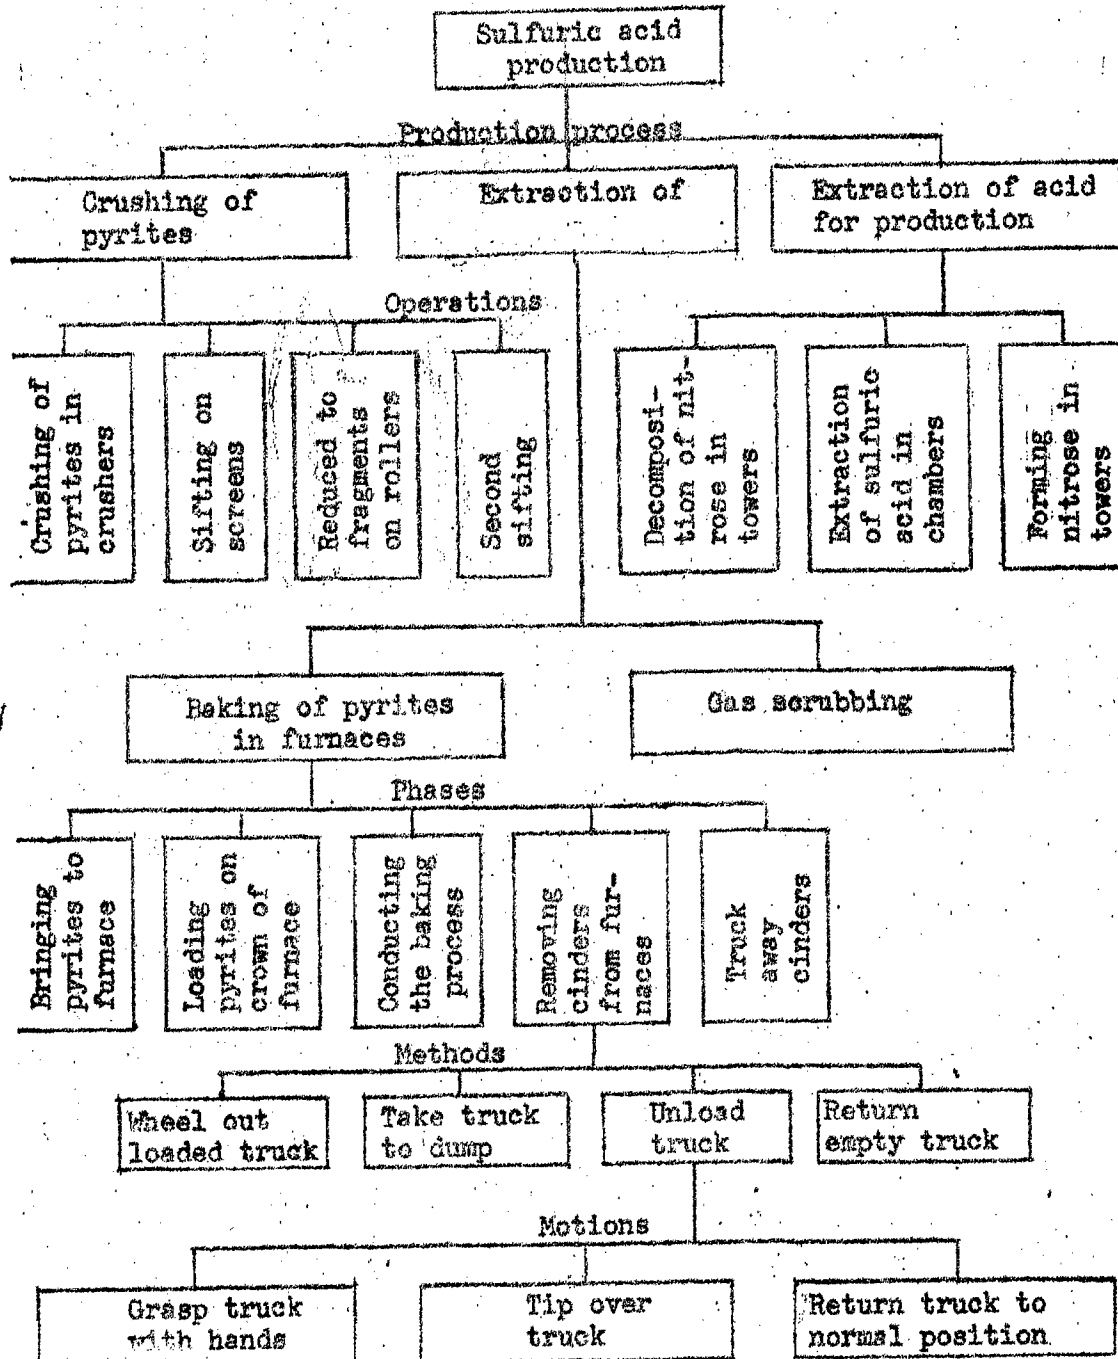 Sulfuric acid
production
Production process
Crushing of
pyrites
Extraction of
Extraction of acid
for production
Operations
Crushing of
pyrites in
crushers
Sifting on
screens
Reduced to
fragments
on rollers
Second
sifting
Decomposi-
tion of nit-
rose in
towers
Extraction
of sulfuric
acid in
chambers
Forming
nitrose in
towers
Baking of pyrites
in furnaces
Gas scrubbing
Phases
Bringing
pyrites to
furnace
Loading
pyrites on
crown of
furnace
Conducting
the baking
process
Removing
cinders
from fur-
naces
Truck
away
cinders
Methods
Wheel out
loaded truck
Take truck
to dump
Unload
truck
Return
empty truck
Motions
Grasp truck
with hands
Tip over
truck
Return truck to
normal position